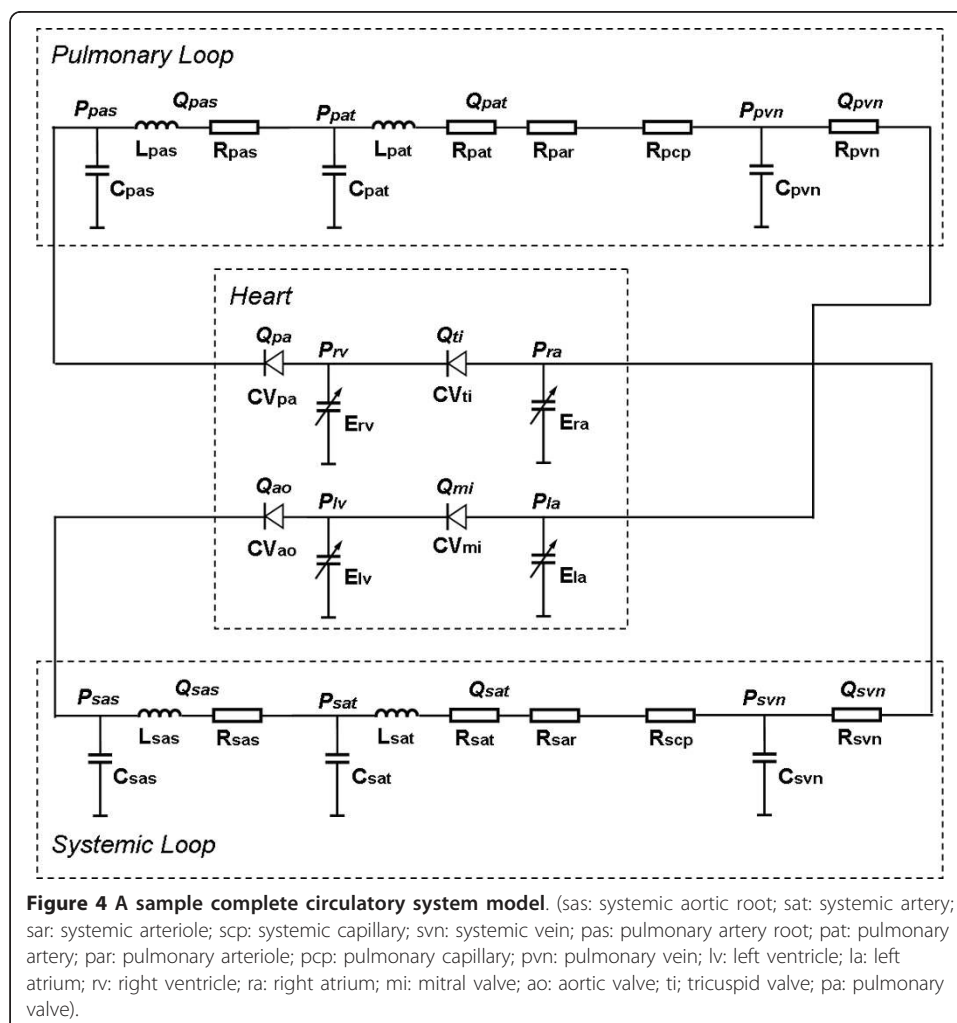 Pulmonary Loop
Ppas Qpas Ppat Qpat Ppvn Qpvn
Lpas Rpas Lpat Rpat Rpar Rpcp Rpvn
Cpas Cpat Cpvn
Heart
Qpa Prv Qti Pra
CVpa CVti
Erv Era
Qao Plv Qmi Pla
CVao CVmi
Elv Ela
Psas Qsas Psat Qsat Psvn Qsvn
Lsas Rsas Lsat Rsat Rsar Rscp Rsvn
Csas Csat Csvn
Systemic Loop
Figure 4 A sample complete circulatory system model. (sas: systemic aortic root; sat: systemic artery;
sar: systemic arteriole; scp: systemic capillary; svn: systemic vein; pas: pulmonary artery root; pat: pulmonary
artery; par: pulmonary arteriole; pcp: pulmonary capillary; pvn: pulmonary vein; lv: left ventricle; la: left
atrium; rv: right ventricle; ra: right atrium; mi: mitral valve; ao: aortic valve; ti; tricuspid valve; pa: pulmonary
valve).